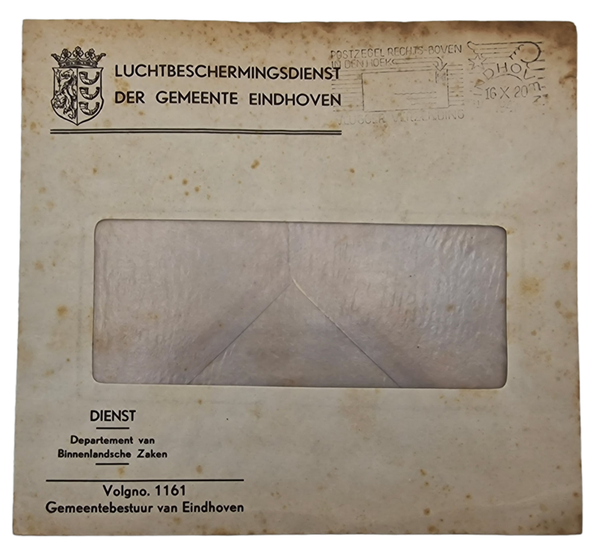 LUCHTBESCHERMINGSDIENST
DER GEMEENTE EINDHOVEN
POSTZEGEL RECHTS-BOVEN
IN DEN HOEK
16 X 20
DIENST
Departement van
Binnenlandsche Zaken
Volgno. 1161
Gemeentebestuur van Eindhoven